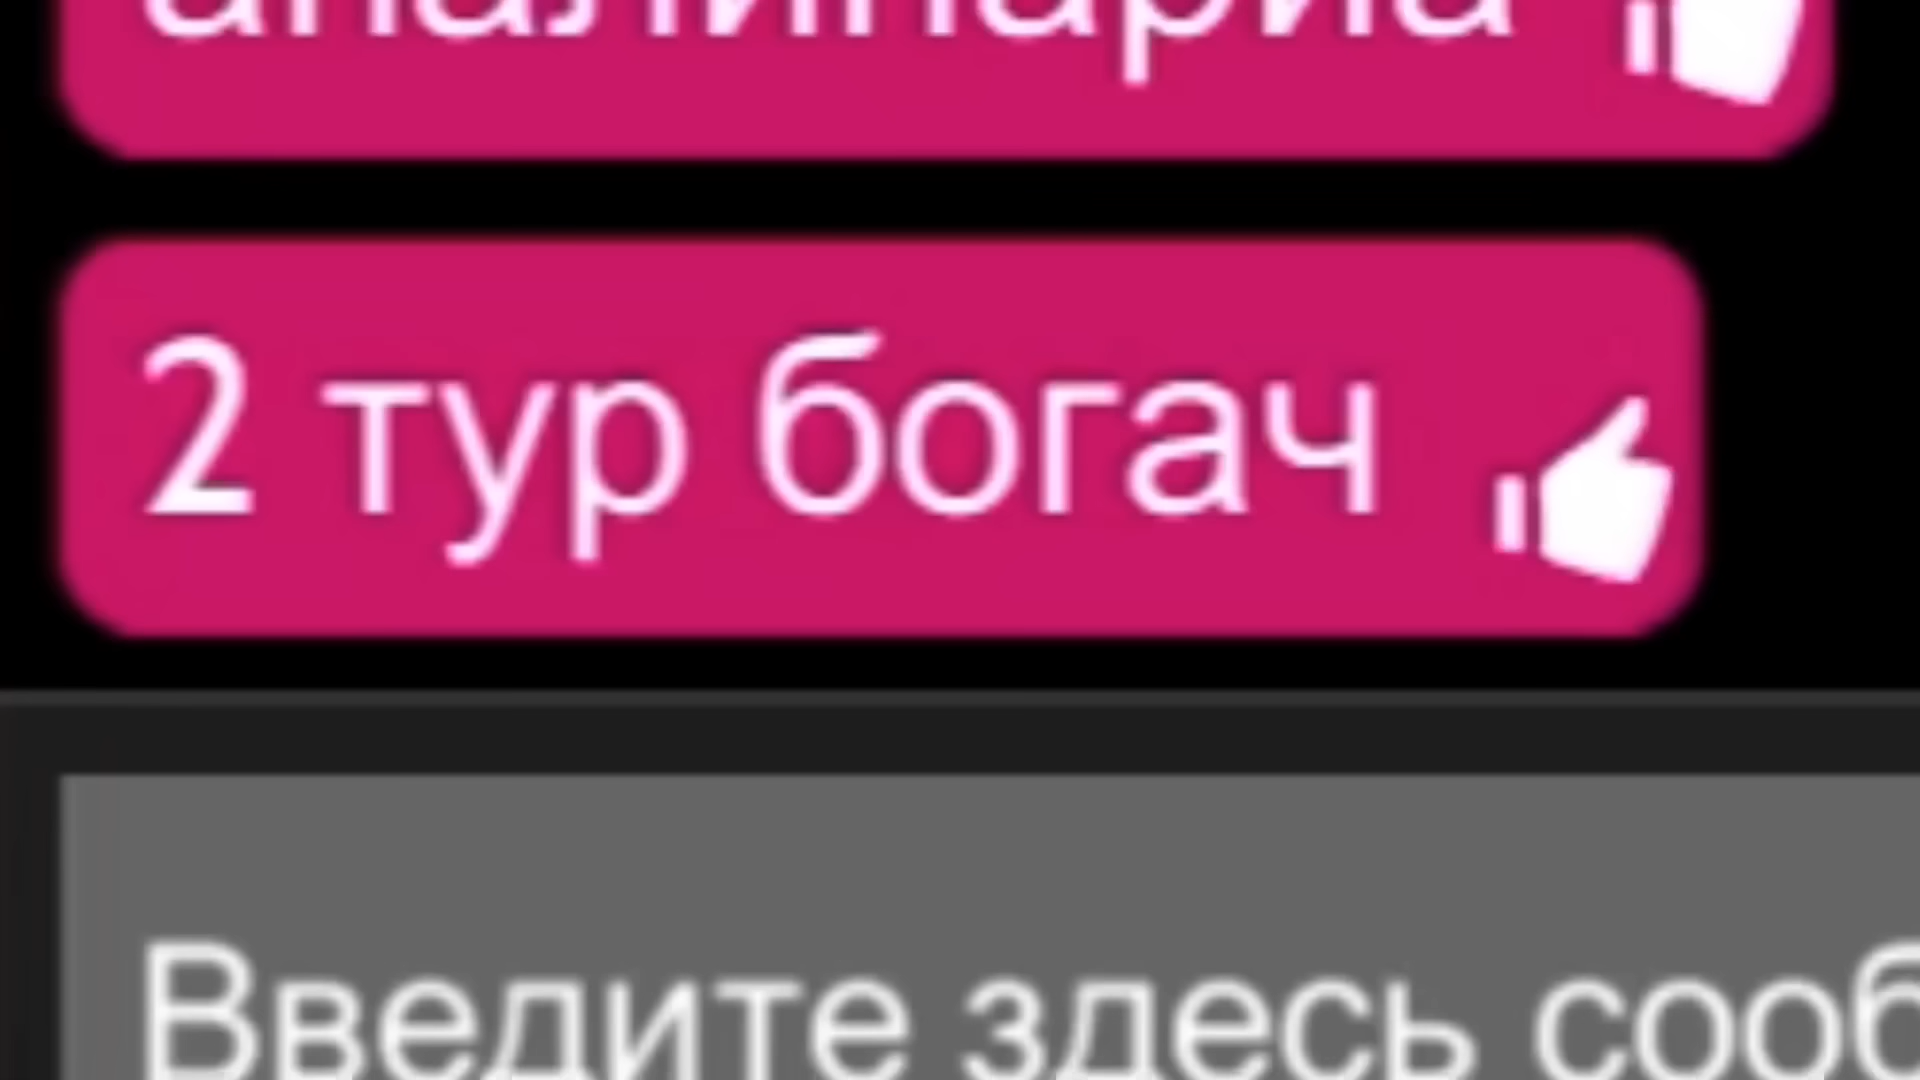 2 тур богач
Введите здесь сооб